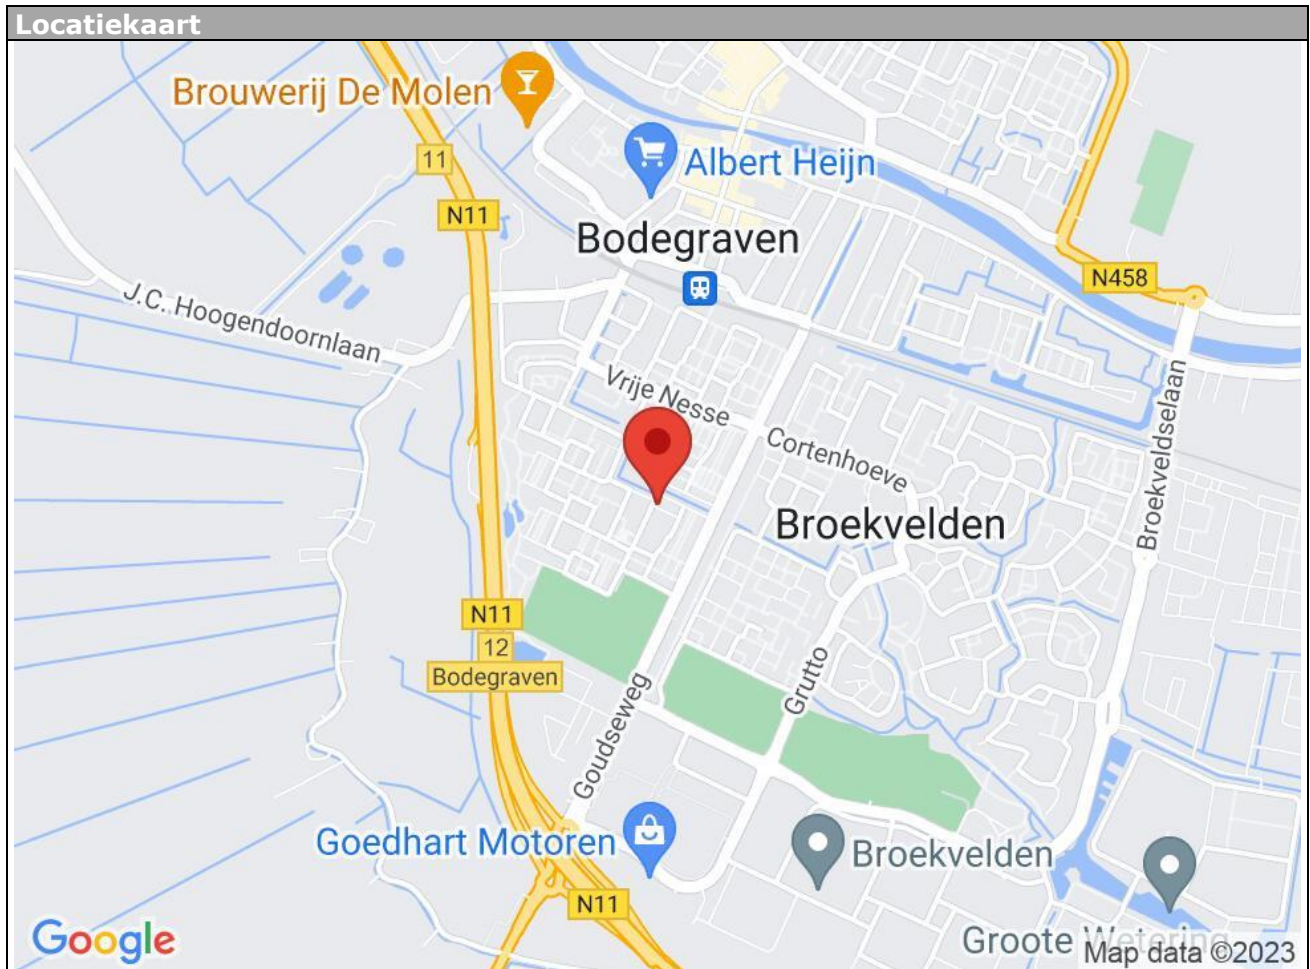 Locatiekaart
Brouwerij De Molen
11
Albert Heijn
N11
Bodegraven
N458
J.C. Hoogendoornlaan
Vrije Nesse
Cortenhoeve
Broekveldselaan
Broekvelden
N11
12
Bodegraven
Grutto
Goudseweg
Goedhart Motoren
Broekvelden
N11
Groote Wetering
Google
Map data ©2023